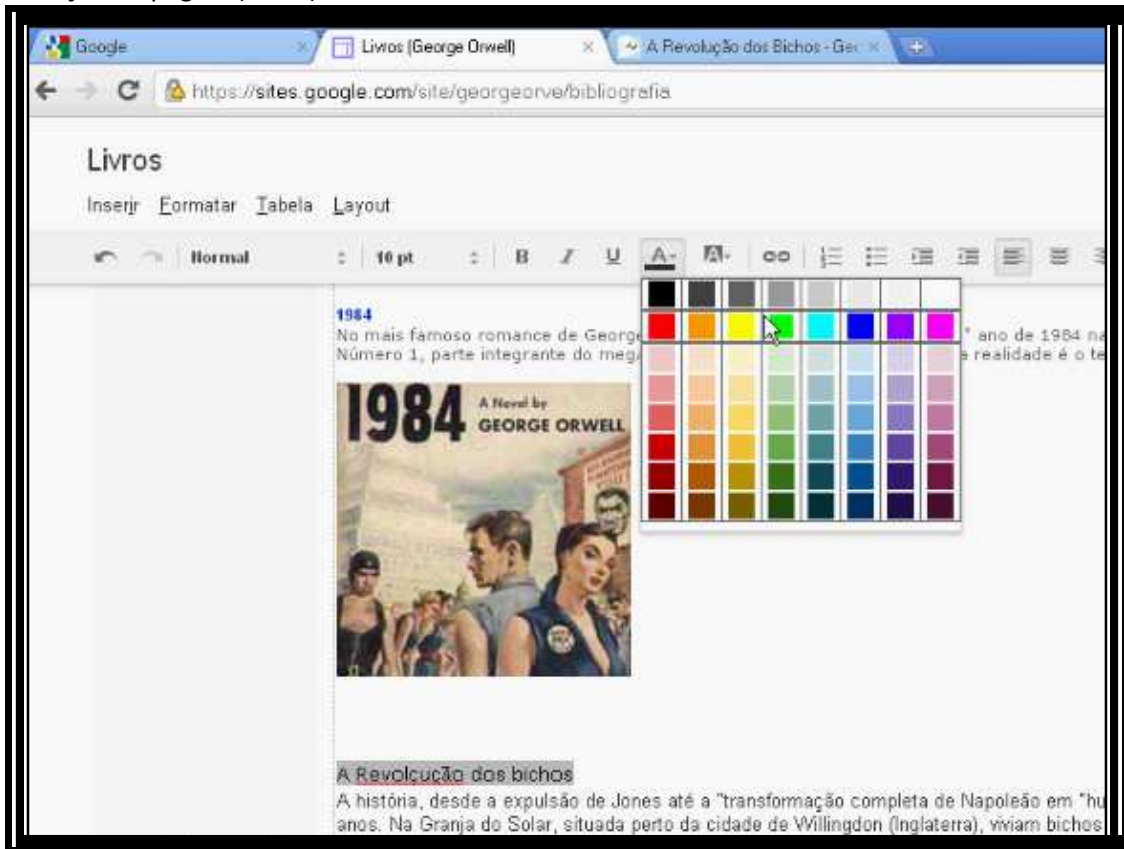 Google
Livros (George Orwell)
A Revolução dos Bichos - Geo
https://sites.google.com/site/georgeorve/bibliografia
Livros
Inserir Formatar Tabela Layout
Normal 10 pt B I U A A
1984
No mais famoso romance de George " ano de 1984 na
Número 1, parte integrante do mega realidade é o te
1984 A Novel by
GEORGE ORWELL
A Revolcução dos bichos
A história, desde a expulsão de Jones até a "transformação completa de Napoleão em "hu
anos. Na Granja do Solar, situada perto da cidade de Willingdon (Inglaterra), viviam bichos